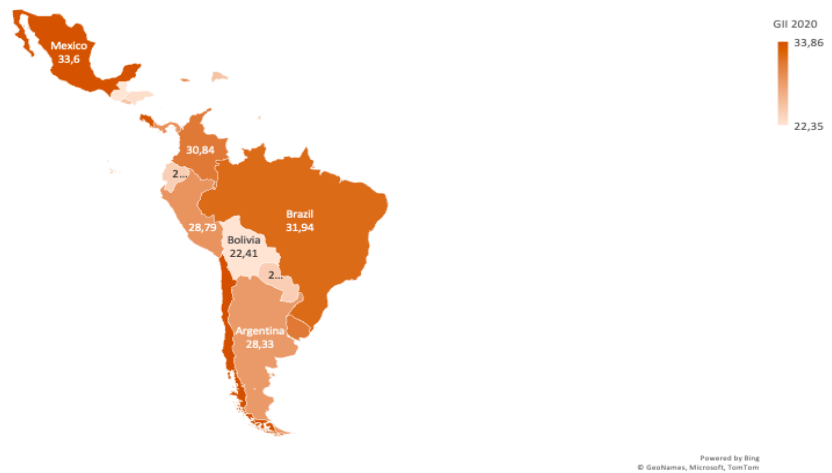 GII 2020
33,86
22,35
Mexico
33,6
30,84
2...
28,79
Brazil
31,94
Bolivia
22,41
2...
Argentina
28,33
Powered by Bing
© GeoNames, Microsoft, TomTom